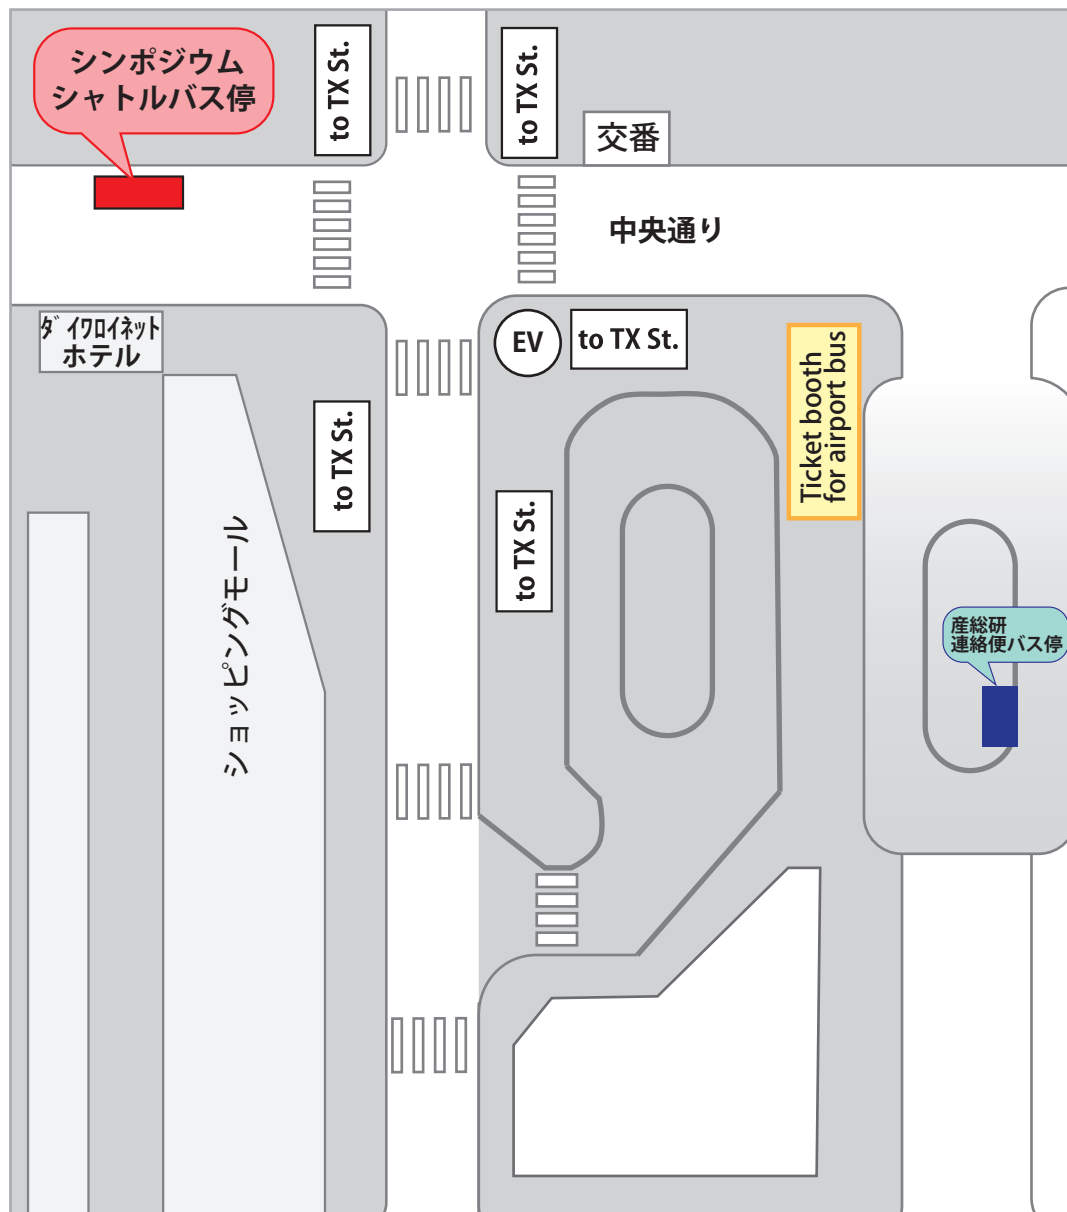 シンポジウム
シャトルバス停
to TX St.
to TX St.
交番
中央通り
ダイワロイネット
ホテル
EV
to TX St.
Ticket booth
for airport bus
to TX St.
to TX St.
ショッピングモール
産総研
連絡便バス停